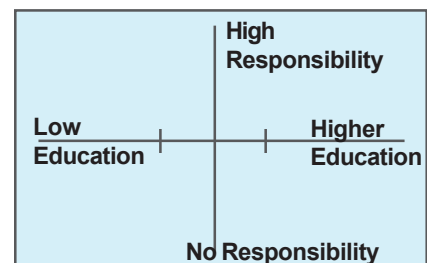 High
Responsibility
Low
Education
Higher
Education
No Responsibility